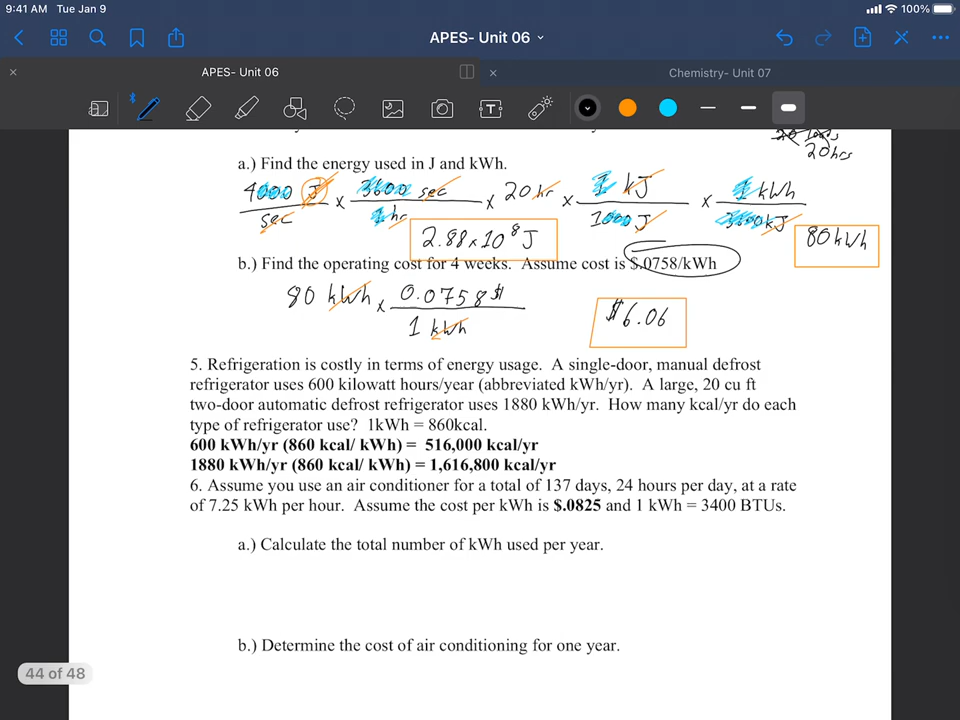 9:41 AM Tue Jan 9
100%
APES- Unit 06
APES- Unit 06
Chemistry- Unit 07
T
20 hrs
a.) Find the energy used in J and kWh.
4000 J x 3600 sec x 20 hr x 1 kJ x 1 kWh
sec 1 hr 1000 J 3600 kJ
2.88 x 10^8 J
80 kWh
b.) Find the operating cost for 4 weeks. Assume cost is $.0758/kWh
80 kWh x 0.0758 $
1 kWh
$6.06
5. Refrigeration is costly in terms of energy usage. A single-door, manual defrost
refrigerator uses 600 kilowatt hours/year (abbreviated kWh/yr). A large, 20 cu ft
two-door automatic defrost refrigerator uses 1880 kWh/yr. How many kcal/yr do each
type of refrigerator use? 1kWh = 860kcal.
600 kWh/yr (860 kcal/ kWh) = 516,000 kcal/yr
1880 kWh/yr (860 kcal/ kWh) = 1,616,800 kcal/yr
6. Assume you use an air conditioner for a total of 137 days, 24 hours per day, at a rate
of 7.25 kWh per hour. Assume the cost per kWh is $.0825 and 1 kWh = 3400 BTUs.
a.) Calculate the total number of kWh used per year.
b.) Determine the cost of air conditioning for one year.
44 of 48